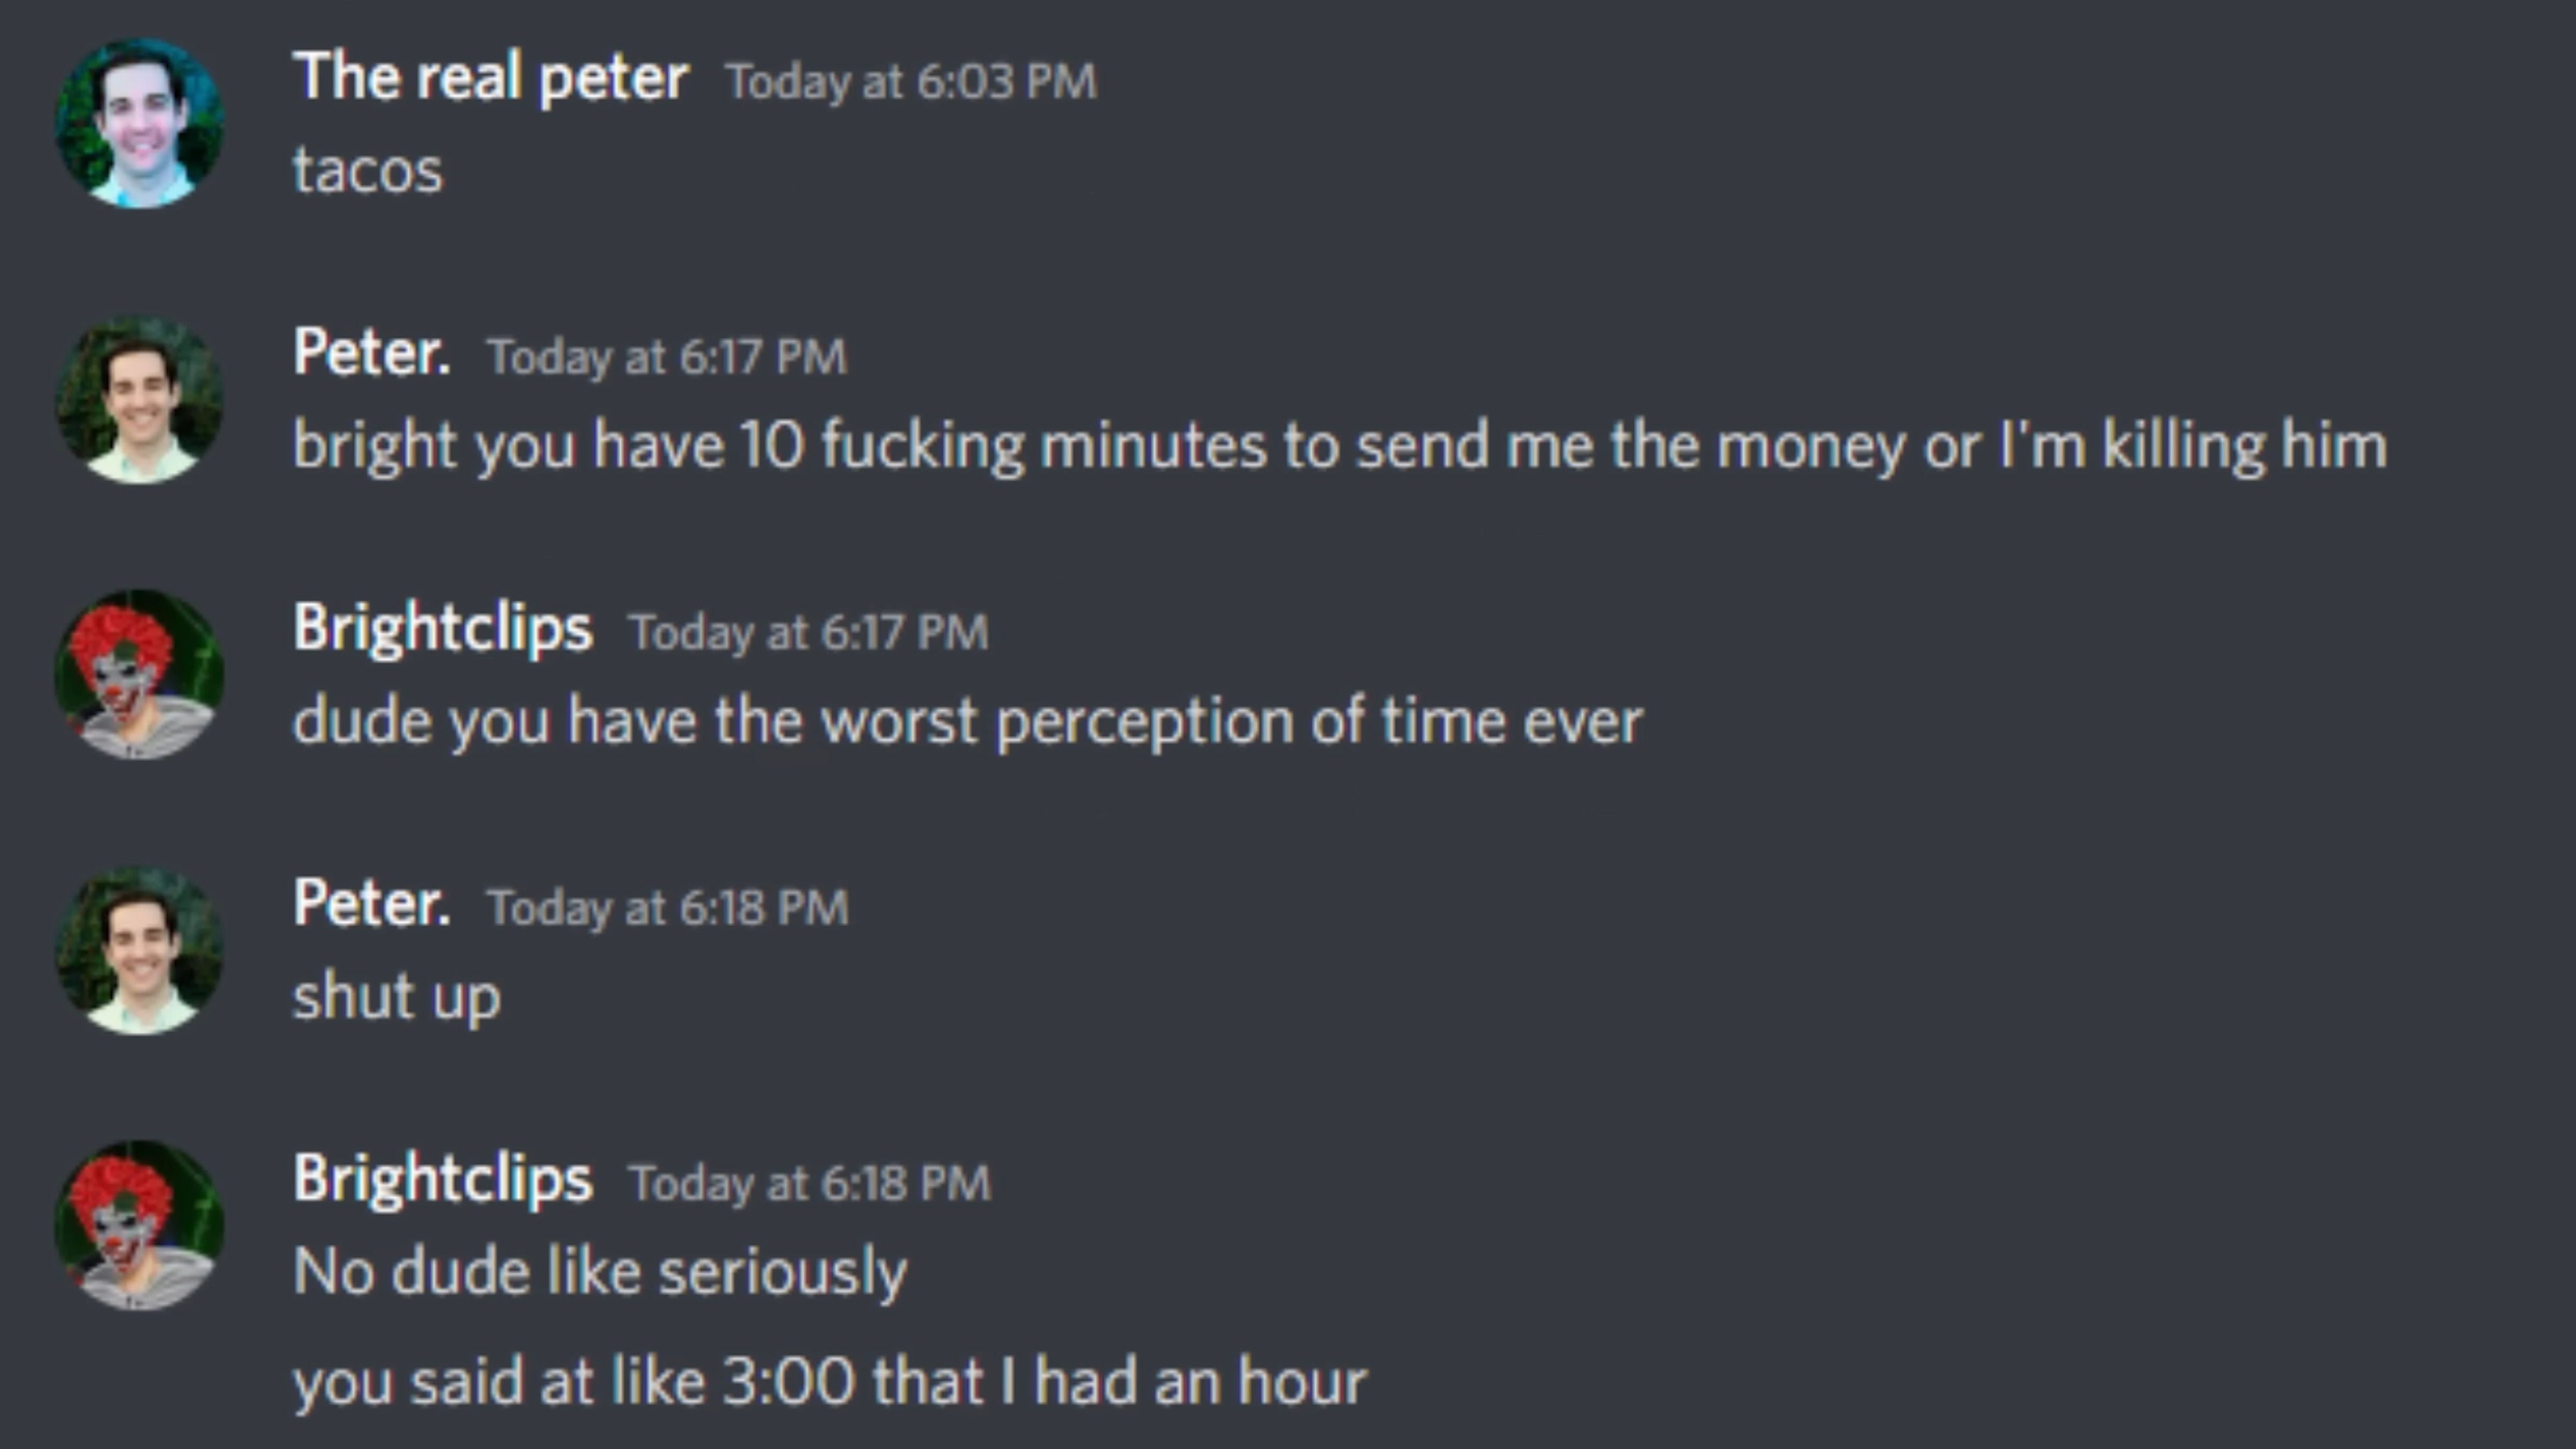 The real peter Today at 6:03 PM
tacos
Peter. Today at 6:17 PM
bright you have 10 fucking minutes to send me the money or I'm killing him
Brightclips Today at 6:17 PM
dude you have the worst perception of time ever
Peter. Today at 6:18 PM
shut up
Brightclips Today at 6:18 PM
No dude like seriously
you said at like 3:00 that I had an hour